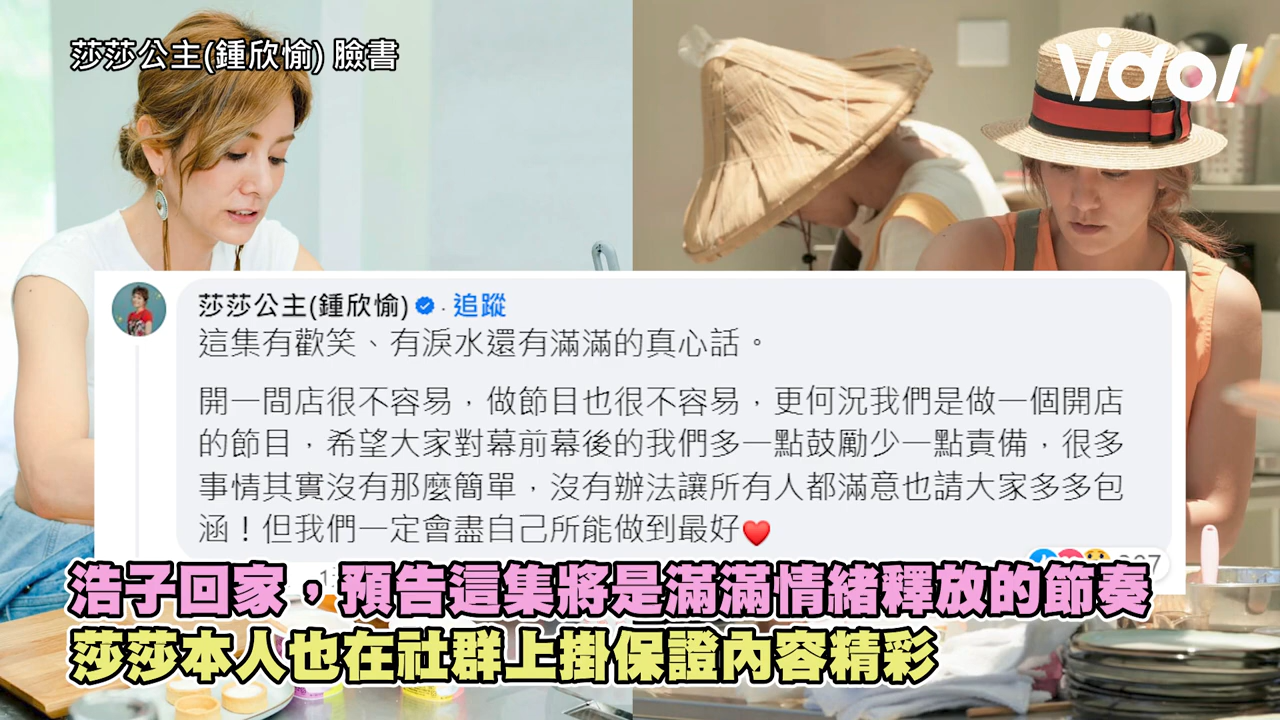 莎莎公主(鍾欣愉) 臉書
Vidol
莎莎公主(鍾欣愉) · 追蹤
這集有歡笑、有淚水還有滿滿的真心話。
開一間店很不容易，做節目也很不容易，更何況我們是做一個開店
的節目，希望大家對幕前幕後的我們多一點鼓勵少一點責備，很多
事情其實沒有那麼簡單，沒有辦法讓所有人都滿意也請大家多多包
涵！但我們一定會盡自己所能做到最好❤️
浩子回家，預告這集將是滿滿情緒釋放的節奏
莎莎本人也在社群上掛保證內容精彩